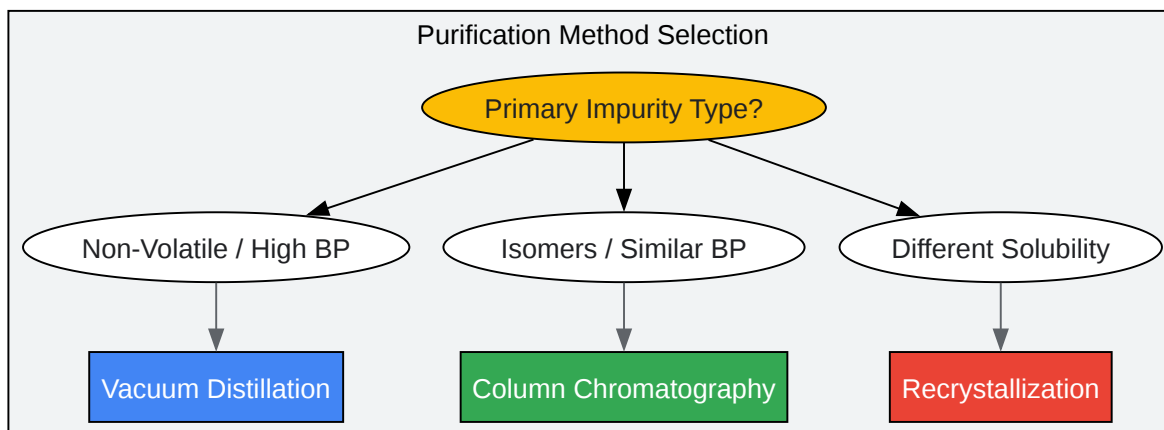 Purification Method Selection
Primary Impurity Type?
Non-Volatile / High BP
Isomers / Similar BP
Different Solubility
Vacuum Distillation
Column Chromatography
Recrystallization